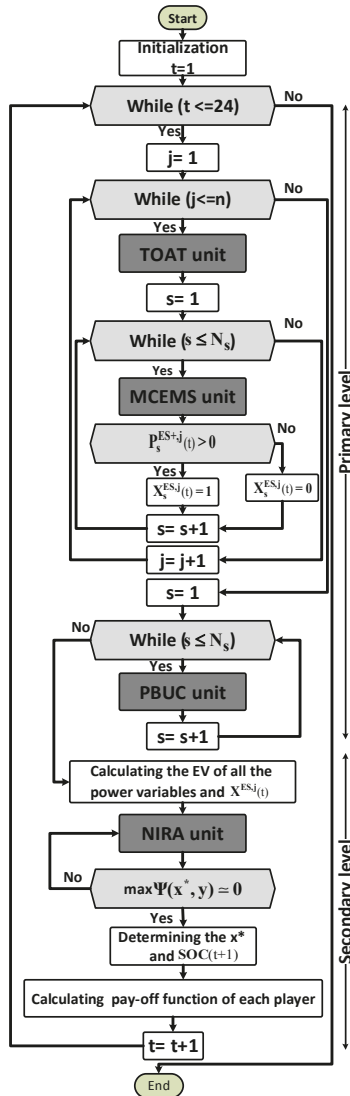 Start
Initialization
t=1
While (t <=24)
No
Yes
j= 1
While (j<=n)
No
Yes
TOAT unit
s= 1
While (s ≤ N_s)
No
Yes
MCEMS unit
P_s^{ES+,j}(t) > 0
No
Yes
X_s^{ES,j}(t) = 1
X_s^{ES,j}(t) = 0
s= s+1
j= j+1
s= 1
While (s ≤ N_s)
No
Yes
PBUC unit
s= s+1
Primary level
Calculating the EV of all the
power variables and X^{ES,j}(t)
NIRA unit
No
max Ψ(x*, y) ≃ 0
Yes
Determining the x*
and SOC(t+1)
Calculating pay-off function of each player
t= t+1
Secondary level
End